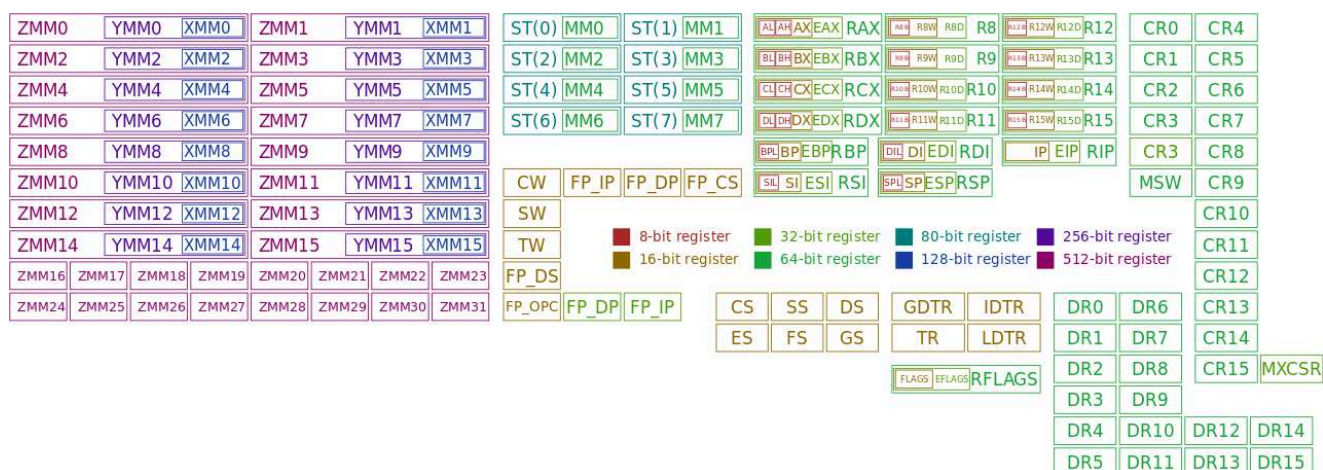 ZMM0 YMM0 XMM0 ZMM1 YMM1 XMM1 ST(0) MM0 ST(1) MM1 AL AH AX EAX RAX R8B R8W R8D R8 R12B R12W R12D R12 CR0 CR4
ZMM2 YMM2 XMM2 ZMM3 YMM3 XMM3 ST(2) MM2 ST(3) MM3 BL BH BX EBX RBX R9B R9W R9D R9 R13B R13W R13D R13 CR1 CR5
ZMM4 YMM4 XMM4 ZMM5 YMM5 XMM5 ST(4) MM4 ST(5) MM5 CL CH CX ECX RCX R10B R10W R10D R10 R14B R14W R14D R14 CR2 CR6
ZMM6 YMM6 XMM6 ZMM7 YMM7 XMM7 ST(6) MM6 ST(7) MM7 DL DH DX EDX RDX R11B R11W R11D R11 R15B R15W R15D R15 CR3 CR7
ZMM8 YMM8 XMM8 ZMM9 YMM9 XMM9 BPL BP EBP RBP DIL DI EDI RDI IP EIP RIP CR3 CR8
ZMM10 YMM10 XMM10 ZMM11 YMM11 XMM11 CW FP_IP FP_DP FP_CS SIL SI ESI RSI SPL SP ESP RSP MSW CR9
ZMM12 YMM12 XMM12 ZMM13 YMM13 XMM13 SW CR10
8-bit register 32-bit register 80-bit register 256-bit register
ZMM14 YMM14 XMM14 ZMM15 YMM15 XMM15 TW CR11
16-bit register 64-bit register 128-bit register 512-bit register
ZMM16 ZMM17 ZMM18 ZMM19 ZMM20 ZMM21 ZMM22 ZMM23 FP_DS CR12
ZMM24 ZMM25 ZMM26 ZMM27 ZMM28 ZMM29 ZMM30 ZMM31 FP_OPC FP_DP FP_IP CS SS DS GDTR IDTR DR0 DR6 CR13
ES FS GS TR LDTR DR1 DR7 CR14
FLAGS EFLAGS RFLAGS DR2 DR8 CR15 MXCSR
DR3 DR9
DR4 DR10 DR12 DR14
DR5 DR11 DR13 DR15